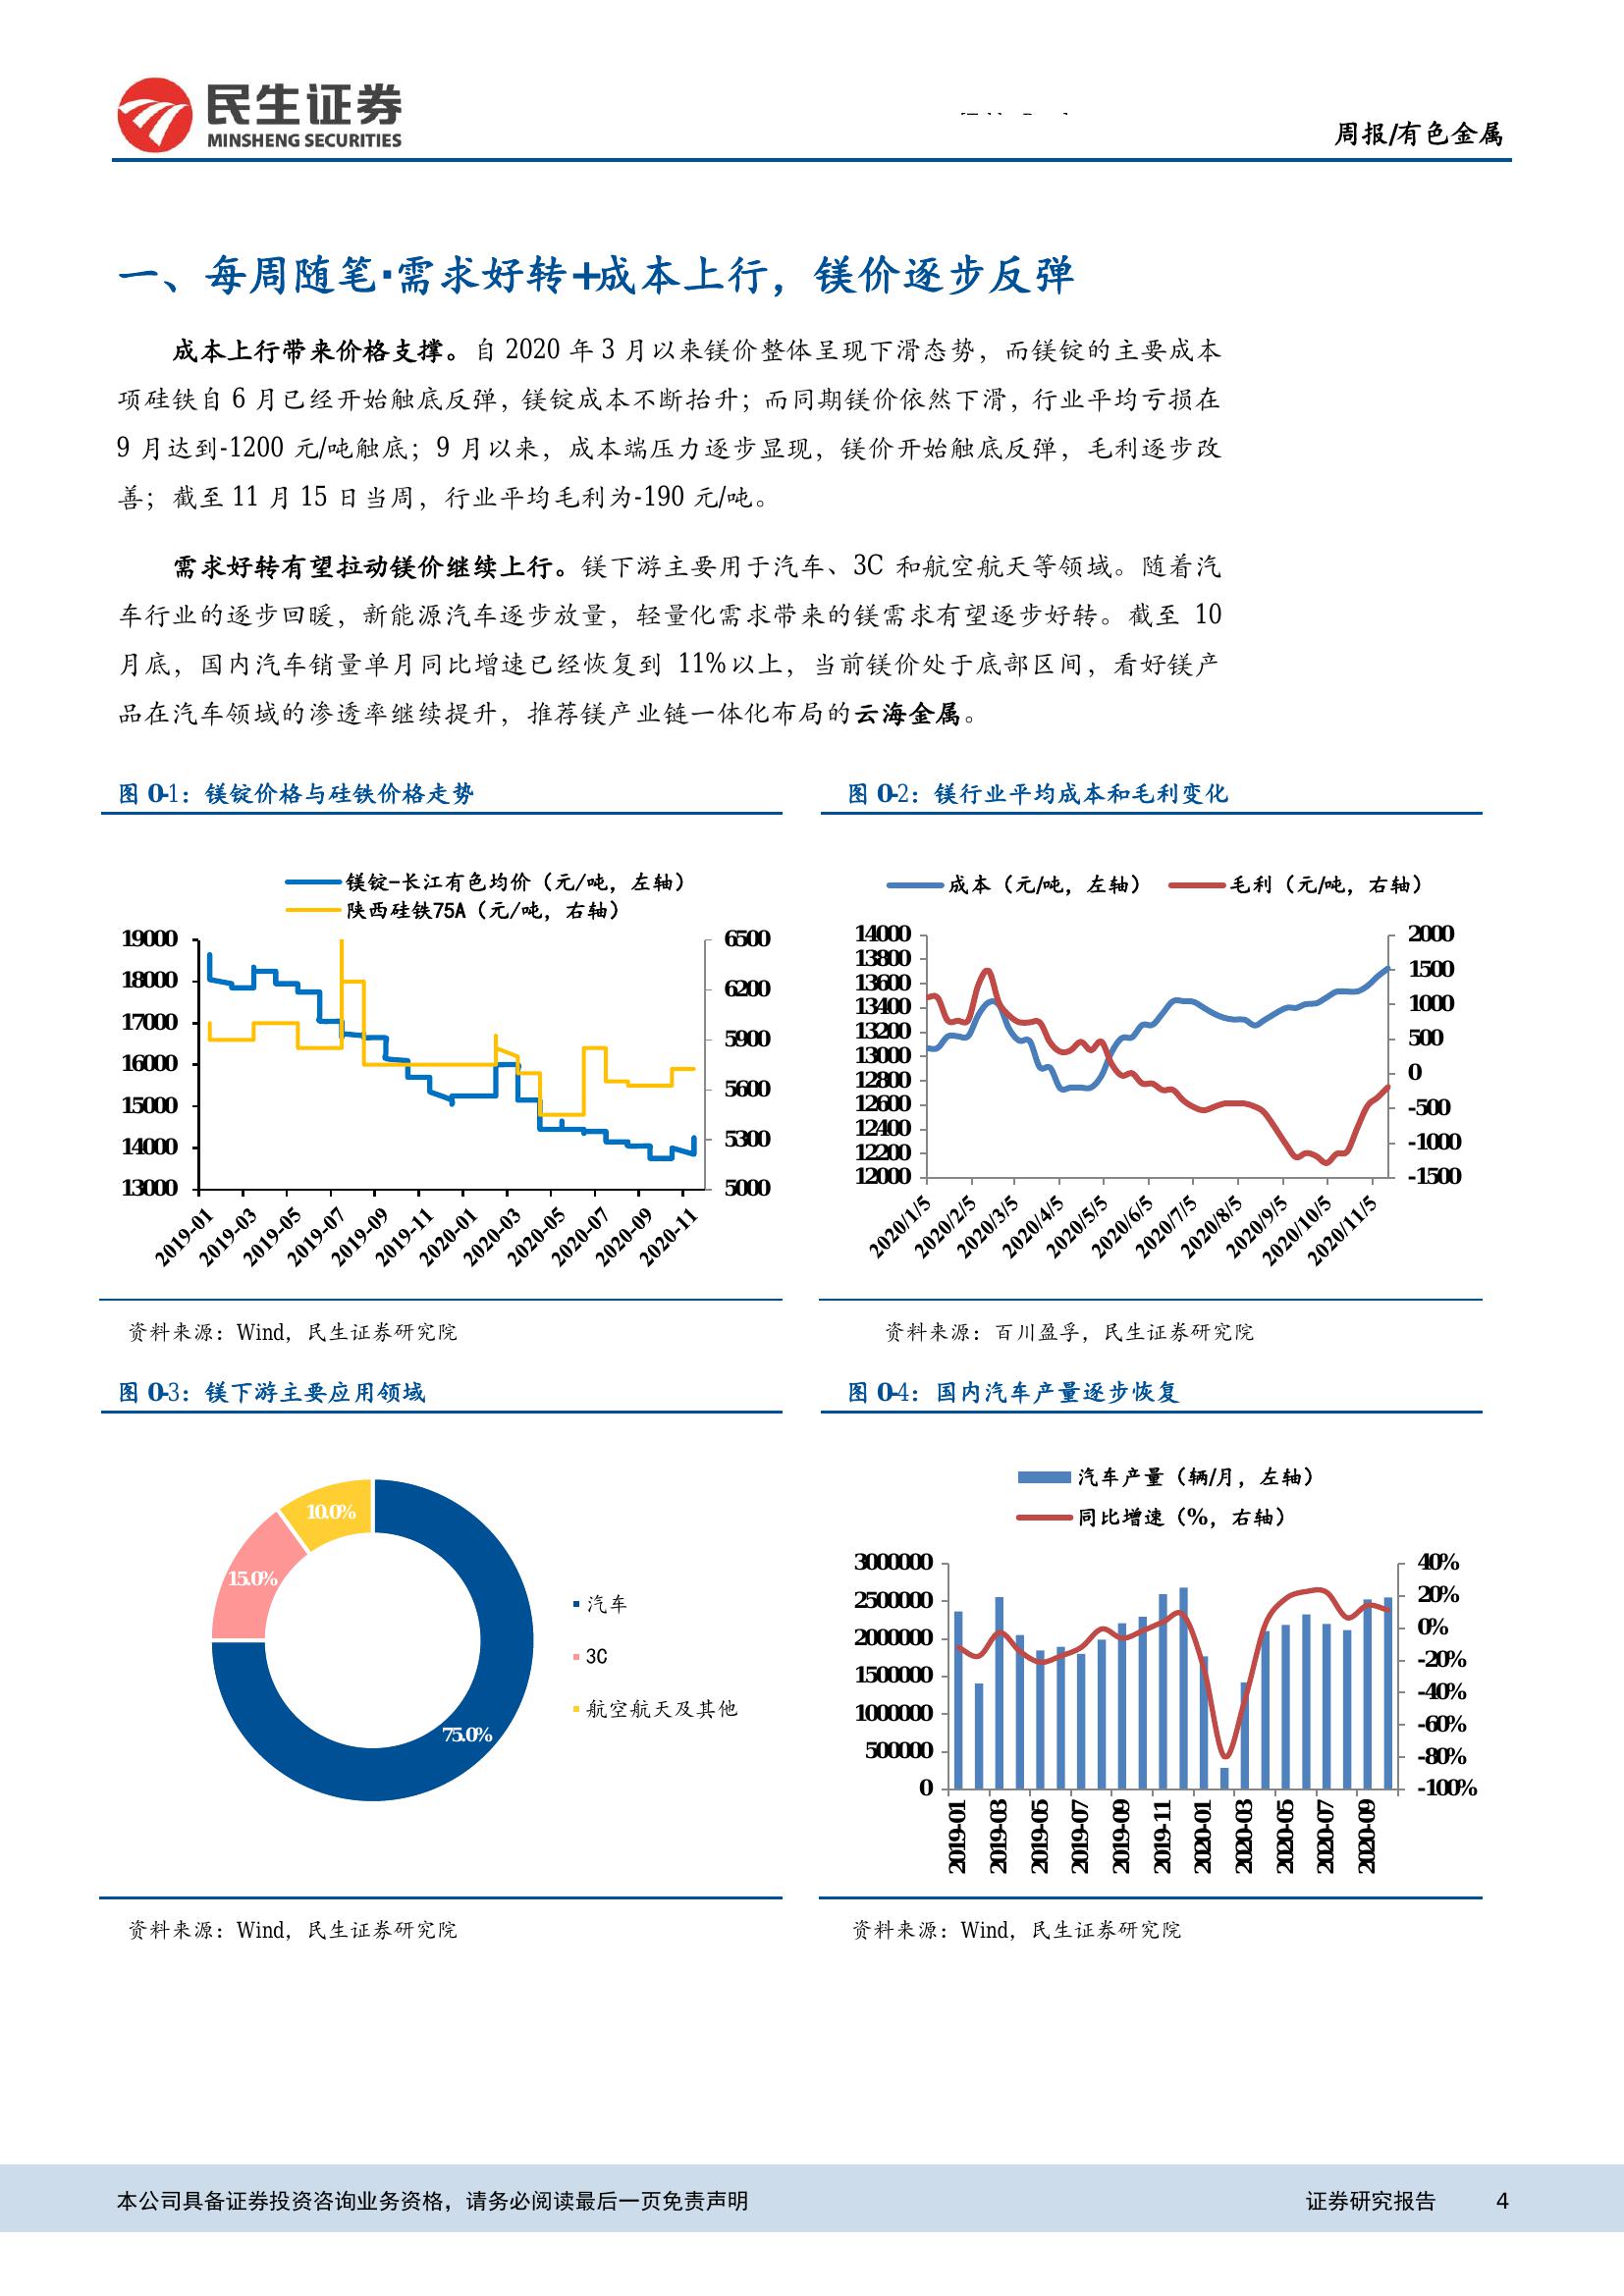 民生证券
MINSHENG SECURITIES
周报/有色金属
一、每周随笔·需求好转+成本上行，镁价逐步反弹
成本上行带来价格支撑。自 2020 年 3 月以来镁价整体呈现下滑态势，而镁锭的主要成本
项硅铁自 6 月已经开始触底反弹，镁锭成本不断抬升；而同期镁价依然下滑，行业平均亏损在
9 月达到-1200 元/吨触底；9 月以来，成本端压力逐步显现，镁价开始触底反弹，毛利逐步改
善；截至 11 月 15 日当周，行业平均毛利为-190 元/吨。
需求好转有望拉动镁价继续上行。镁下游主要用于汽车、3C 和航空航天等领域。随着汽
车行业的逐步回暖，新能源汽车逐步放量，轻量化需求带来的镁需求有望逐步好转。截至 10
月底，国内汽车销量单月同比增速已经恢复到 11%以上，当前镁价处于底部区间，看好镁产
品在汽车领域的渗透率继续提升，推荐镁产业链一体化布局的云海金属。
图 0-1：镁锭价格与硅铁价格走势
镁锭-长江有色均价（元/吨，左轴）
陕西硅铁75A（元/吨，右轴）
19000
18000
17000
16000
15000
14000
13000
6500
6200
5900
5600
5300
5000
2019-01
2019-03
2019-05
2019-07
2019-09
2019-11
2020-01
2020-03
2020-05
2020-07
2020-09
2020-11
资料来源：Wind，民生证券研究院
图 0-2：镁行业平均成本和毛利变化
成本（元/吨，左轴）
毛利（元/吨，右轴）
14000
13800
13600
13400
13200
13000
12800
12600
12400
12200
12000
2000
1500
1000
500
0
-500
-1000
-1500
2020/1/5
2020/2/5
2020/3/5
2020/4/5
2020/5/5
2020/6/5
2020/7/5
2020/8/5
2020/9/5
2020/10/5
2020/11/5
资料来源：百川盈孚，民生证券研究院
图 0-3：镁下游主要应用领域
10.0%
15.0%
75.0%
汽车
3C
航空航天及其他
资料来源：Wind，民生证券研究院
图 0-4：国内汽车产量逐步恢复
汽车产量（辆/月，左轴）
同比增速（%，右轴）
3000000
2500000
2000000
1500000
1000000
500000
0
40%
20%
0%
-20%
-40%
-60%
-80%
-100%
2019-01
2019-03
2019-05
2019-07
2019-09
2019-11
2020-01
2020-03
2020-05
2020-07
2020-09
资料来源：Wind，民生证券研究院
本公司具备证券投资咨询业务资格，请务必阅读最后一页免责声明
证券研究报告 4